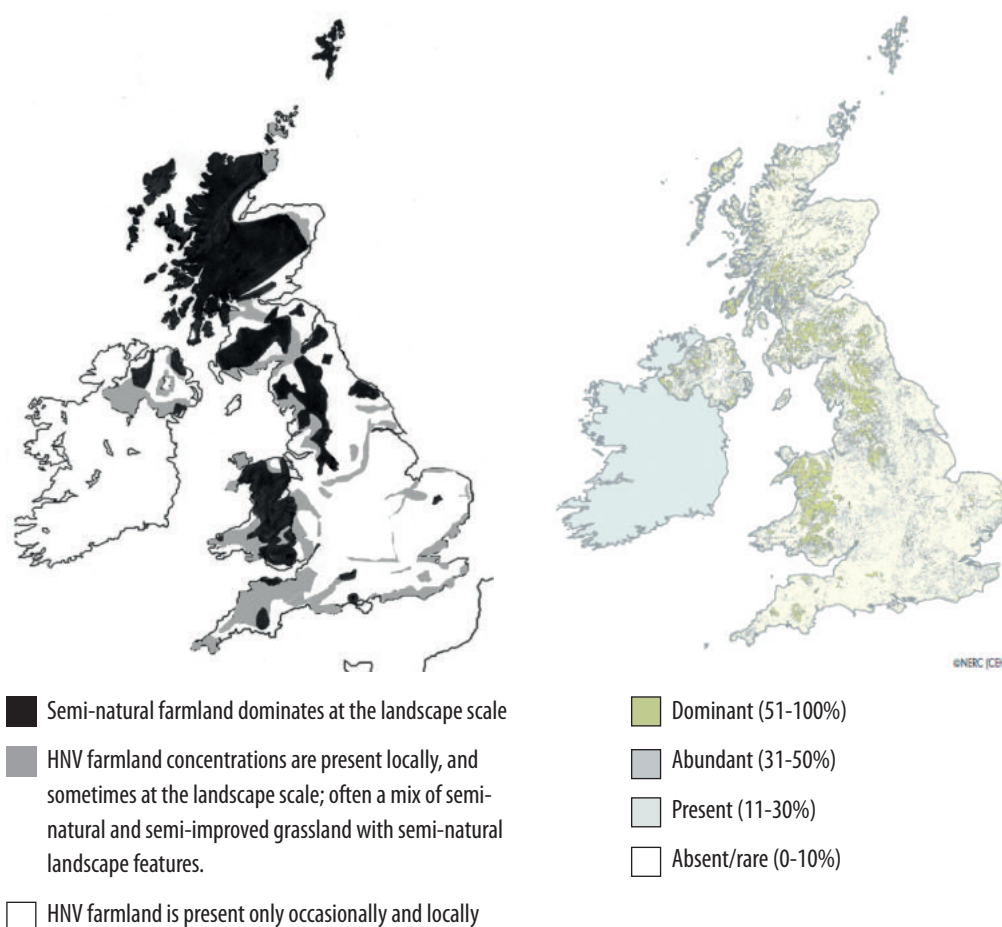 ©NERC (CE
Semi-natural farmland dominates at the landscape scale
HNV farmland concentrations are present locally, and
sometimes at the landscape scale; often a mix of semi-
natural and semi-improved grassland with semi-natural
landscape features.
HNV farmland is present only occasionally and locally
Dominant (51-100%)
Abundant (31-50%)
Present (11-30%)
Absent/rare (0-10%)